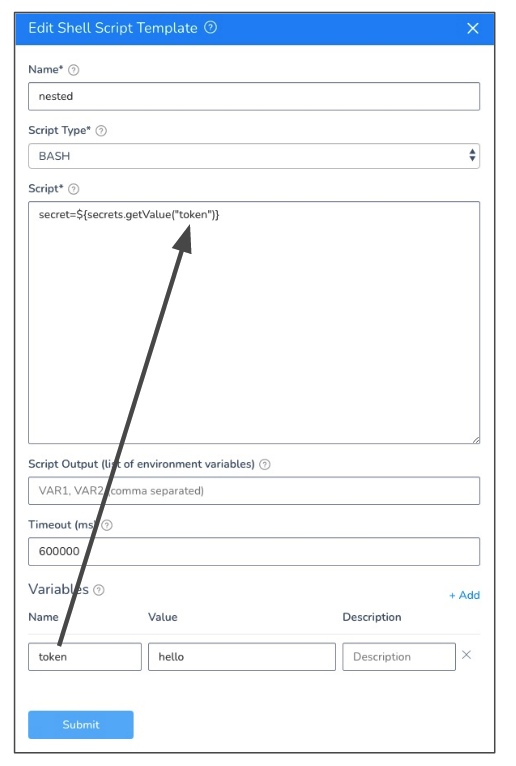 Edit Shell Script Template
Name*
nested
Script Type*
BASH
Script*
secret=${secrets.getValue("token")}
Script Output (list of environment variables)
VAR1, VAR2 (comma separated)
Timeout (ms)
600000
Variables
+ Add
Name Value Description
token hello Description
Submit